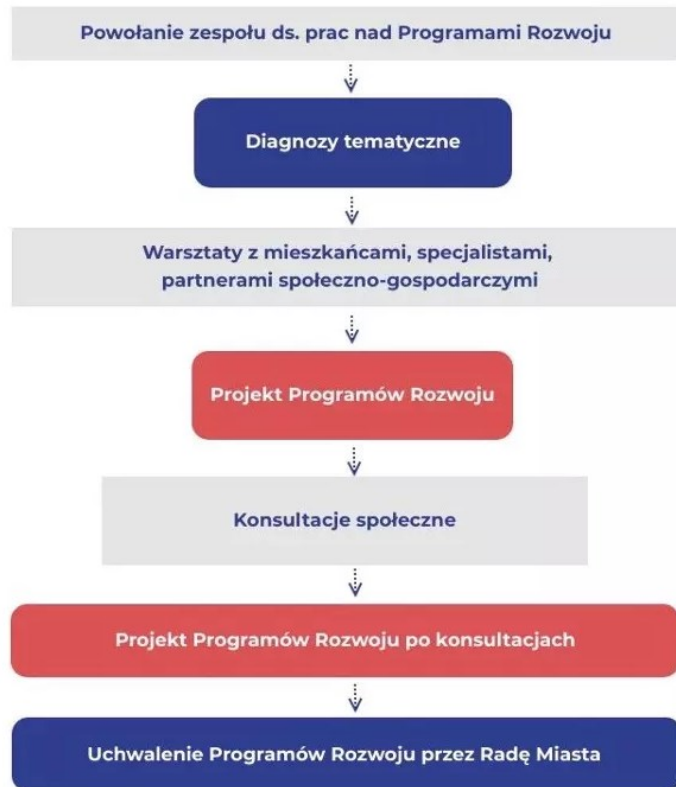 Powołanie zespołu ds. prac nad Programami Rozwoju
Diagnozy tematyczne
Warsztaty z mieszkańcami, specjalistami,
partnerami społeczno-gospodarczymi
Projekt Programów Rozwoju
Konsultacje społeczne
Projekt Programów Rozwoju po konsultacjach
Uchwalenie Programów Rozwoju przez Radę Miasta